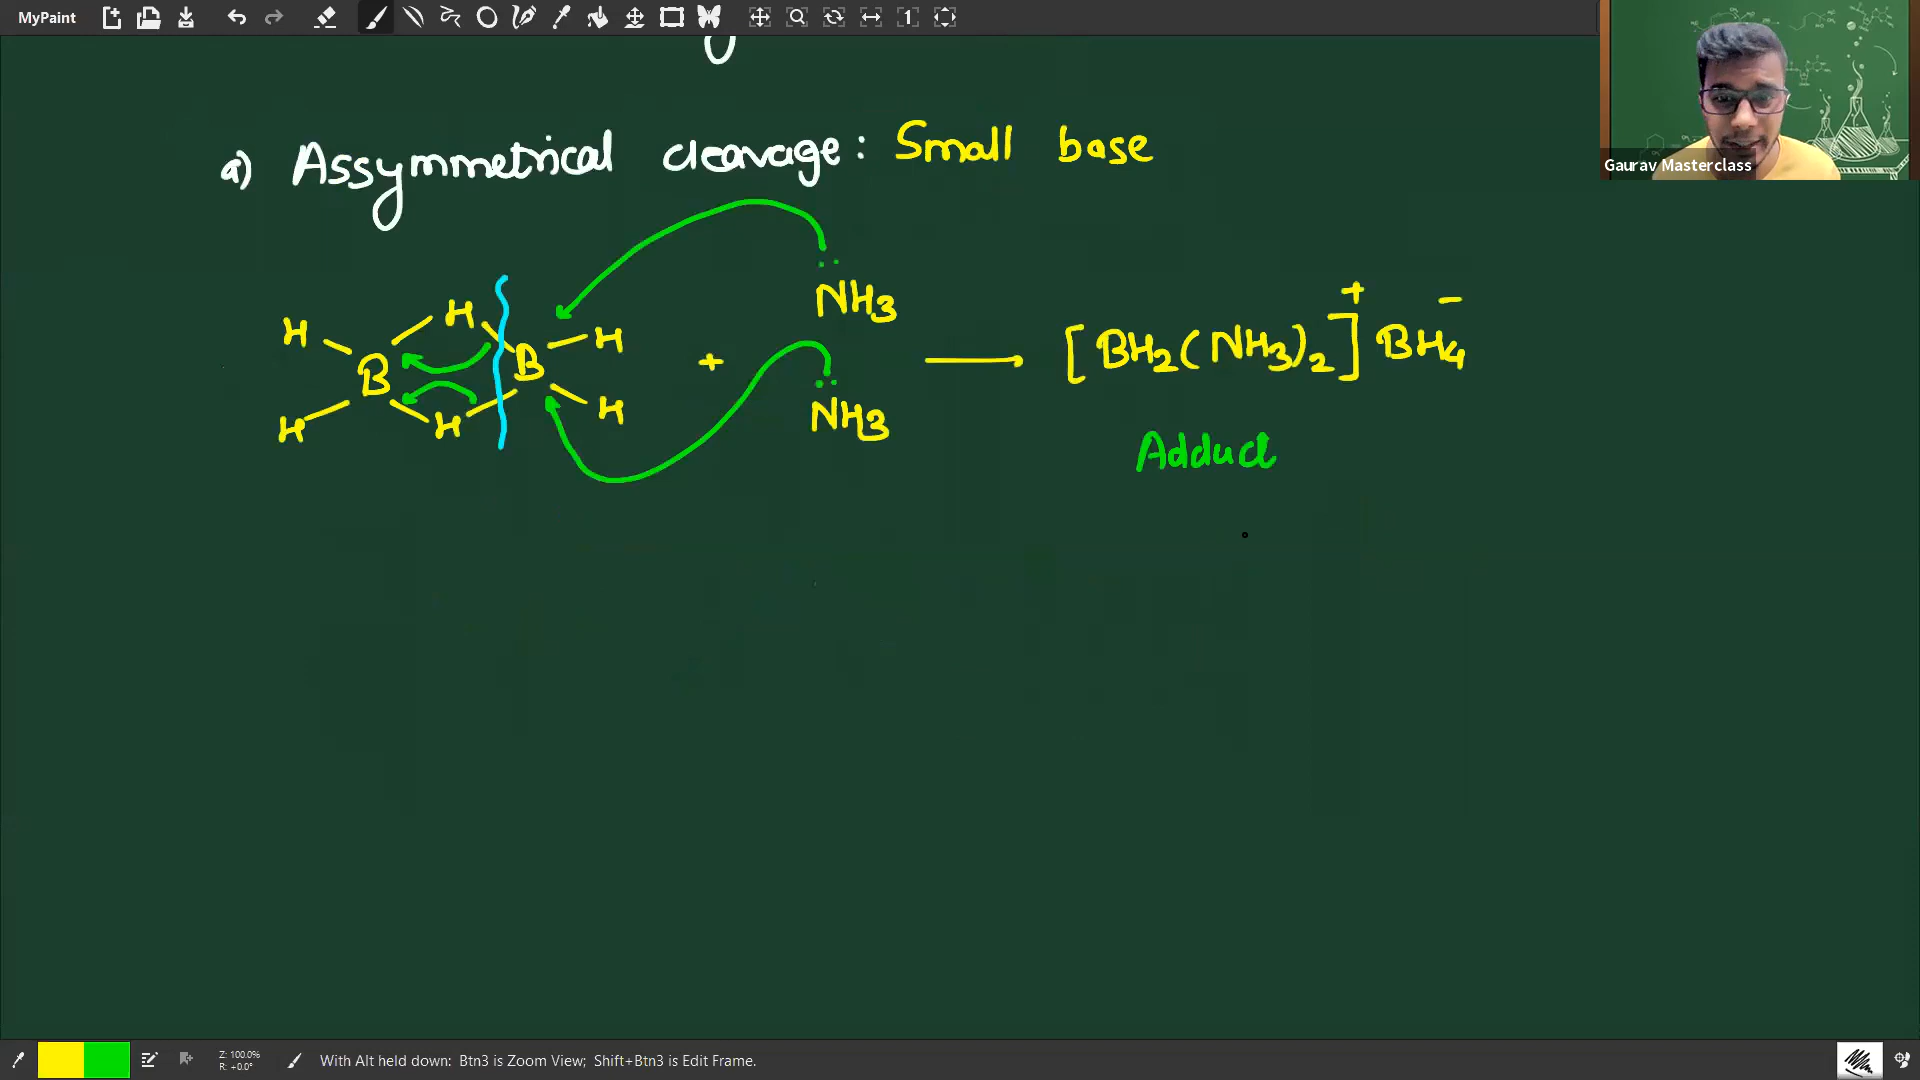 MyPaint
Gaurav Masterclass
a) Assymmetrical cleavage: Small base
H H B H B H H H
+
NH3
NH3
[BH2(NH3)2]+ BH4-
Adduct
Z: 100.0%
R: +0.0°
With Alt held down: Btn3 is Zoom View; Shift+Btn3 is Edit Frame.